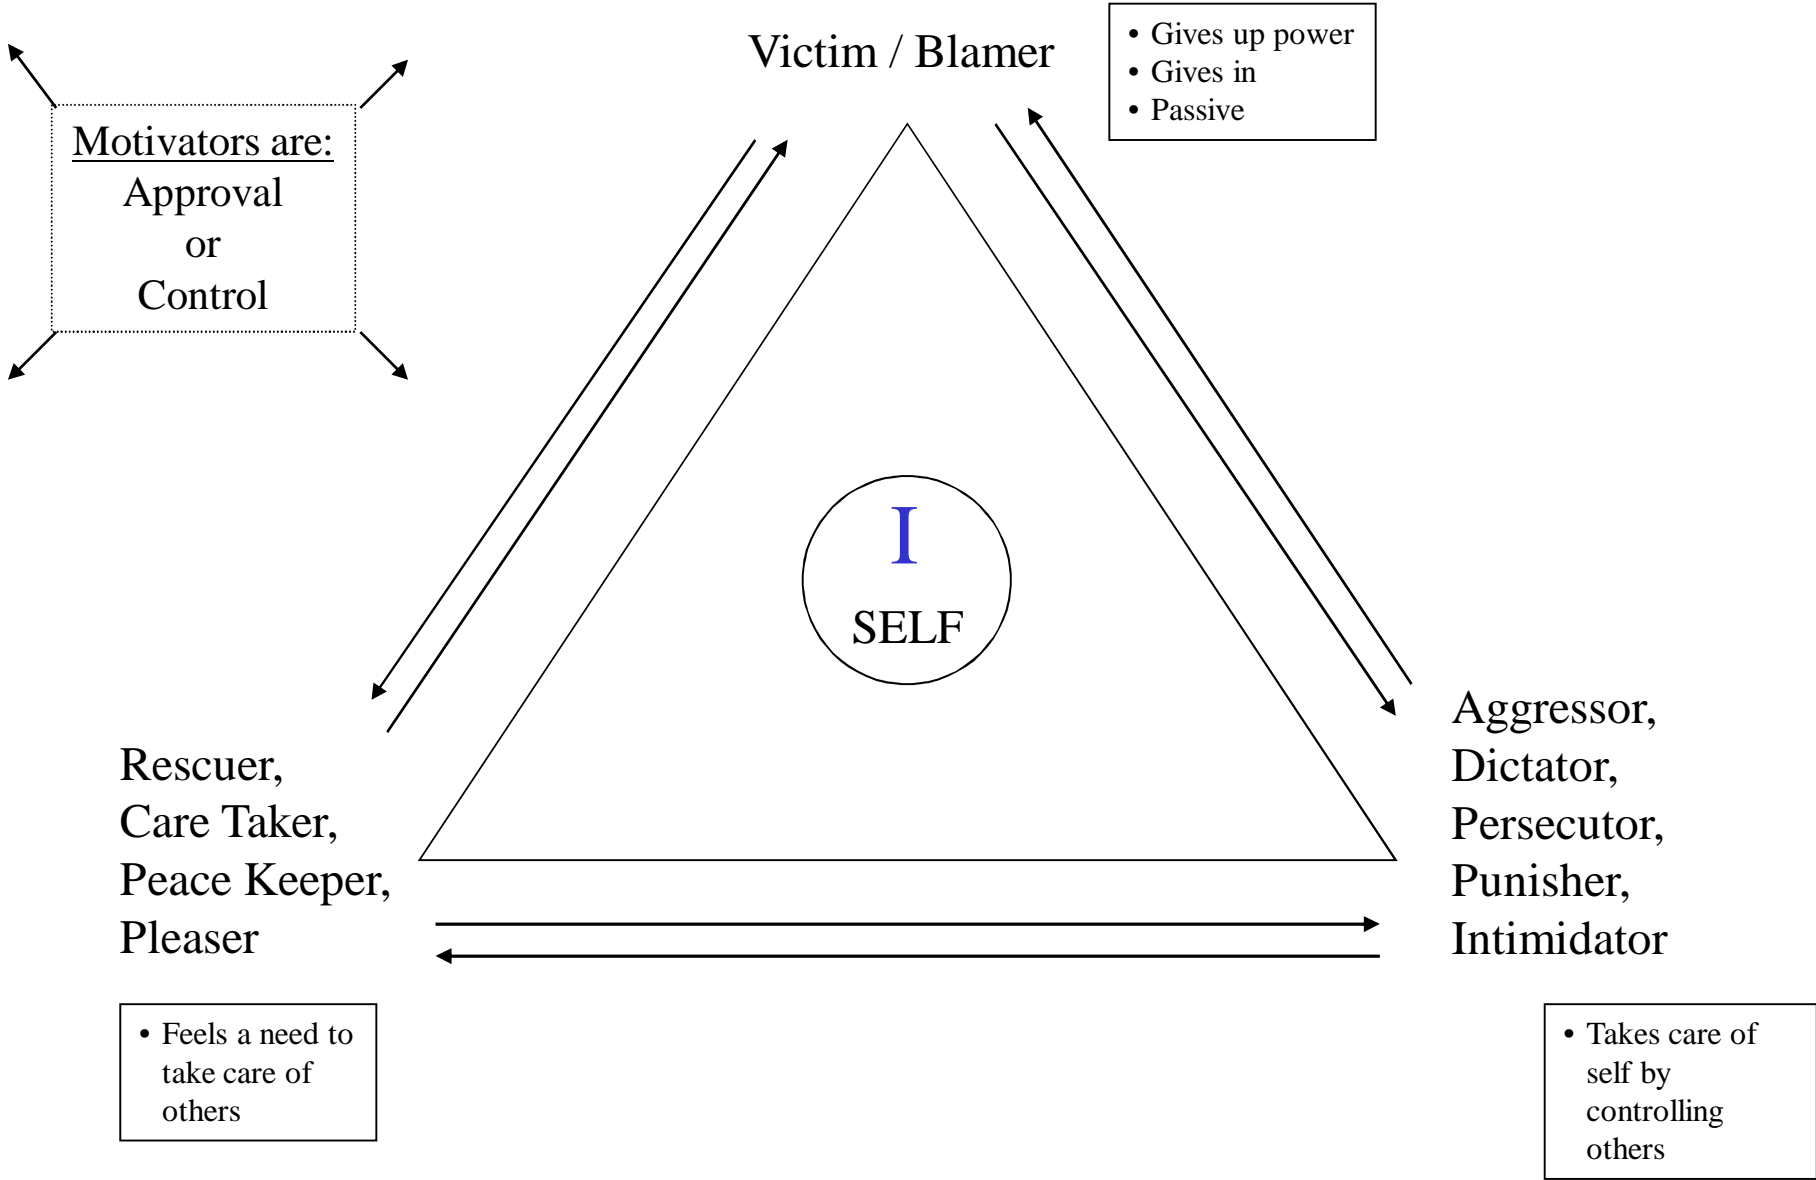 Victim / Blamer
• Gives up power
• Gives in
• Passive
Motivators are:
Approval
or
Control
I
SELF
Rescuer,
Care Taker,
Peace Keeper,
Pleaser
Aggressor,
Dictator,
Persecutor,
Punisher,
Intimidator
• Feels a need to
take care of
others
• Takes care of
self by
controlling
others